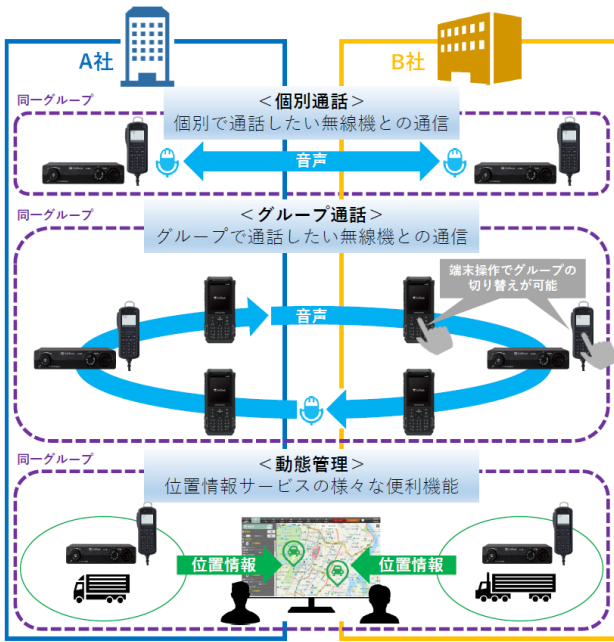 A社
B社
同一グループ
＜個別通話＞
個別で通話したい無線機との通信
音声
同一グループ
＜グループ通話＞
グループで通話したい無線機との通信
端末操作でグループの
切り替えが可能
音声
同一グループ
＜動態管理＞
位置情報サービスの様々な便利機能
位置情報
位置情報